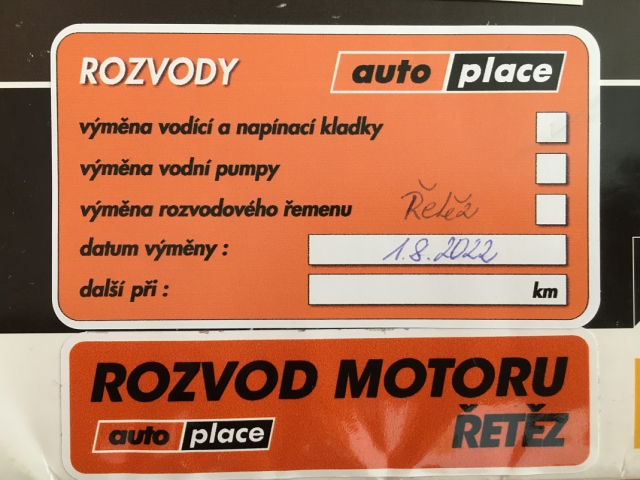 ROZVODY auto place
výměna vodící a napínací kladky
výměna vodní pumpy
výměna rozvodového řemenu Řetěz
datum výměny : 1.8.2022
další při : km
ROZVOD MOTORU
auto place ŘETĚZ